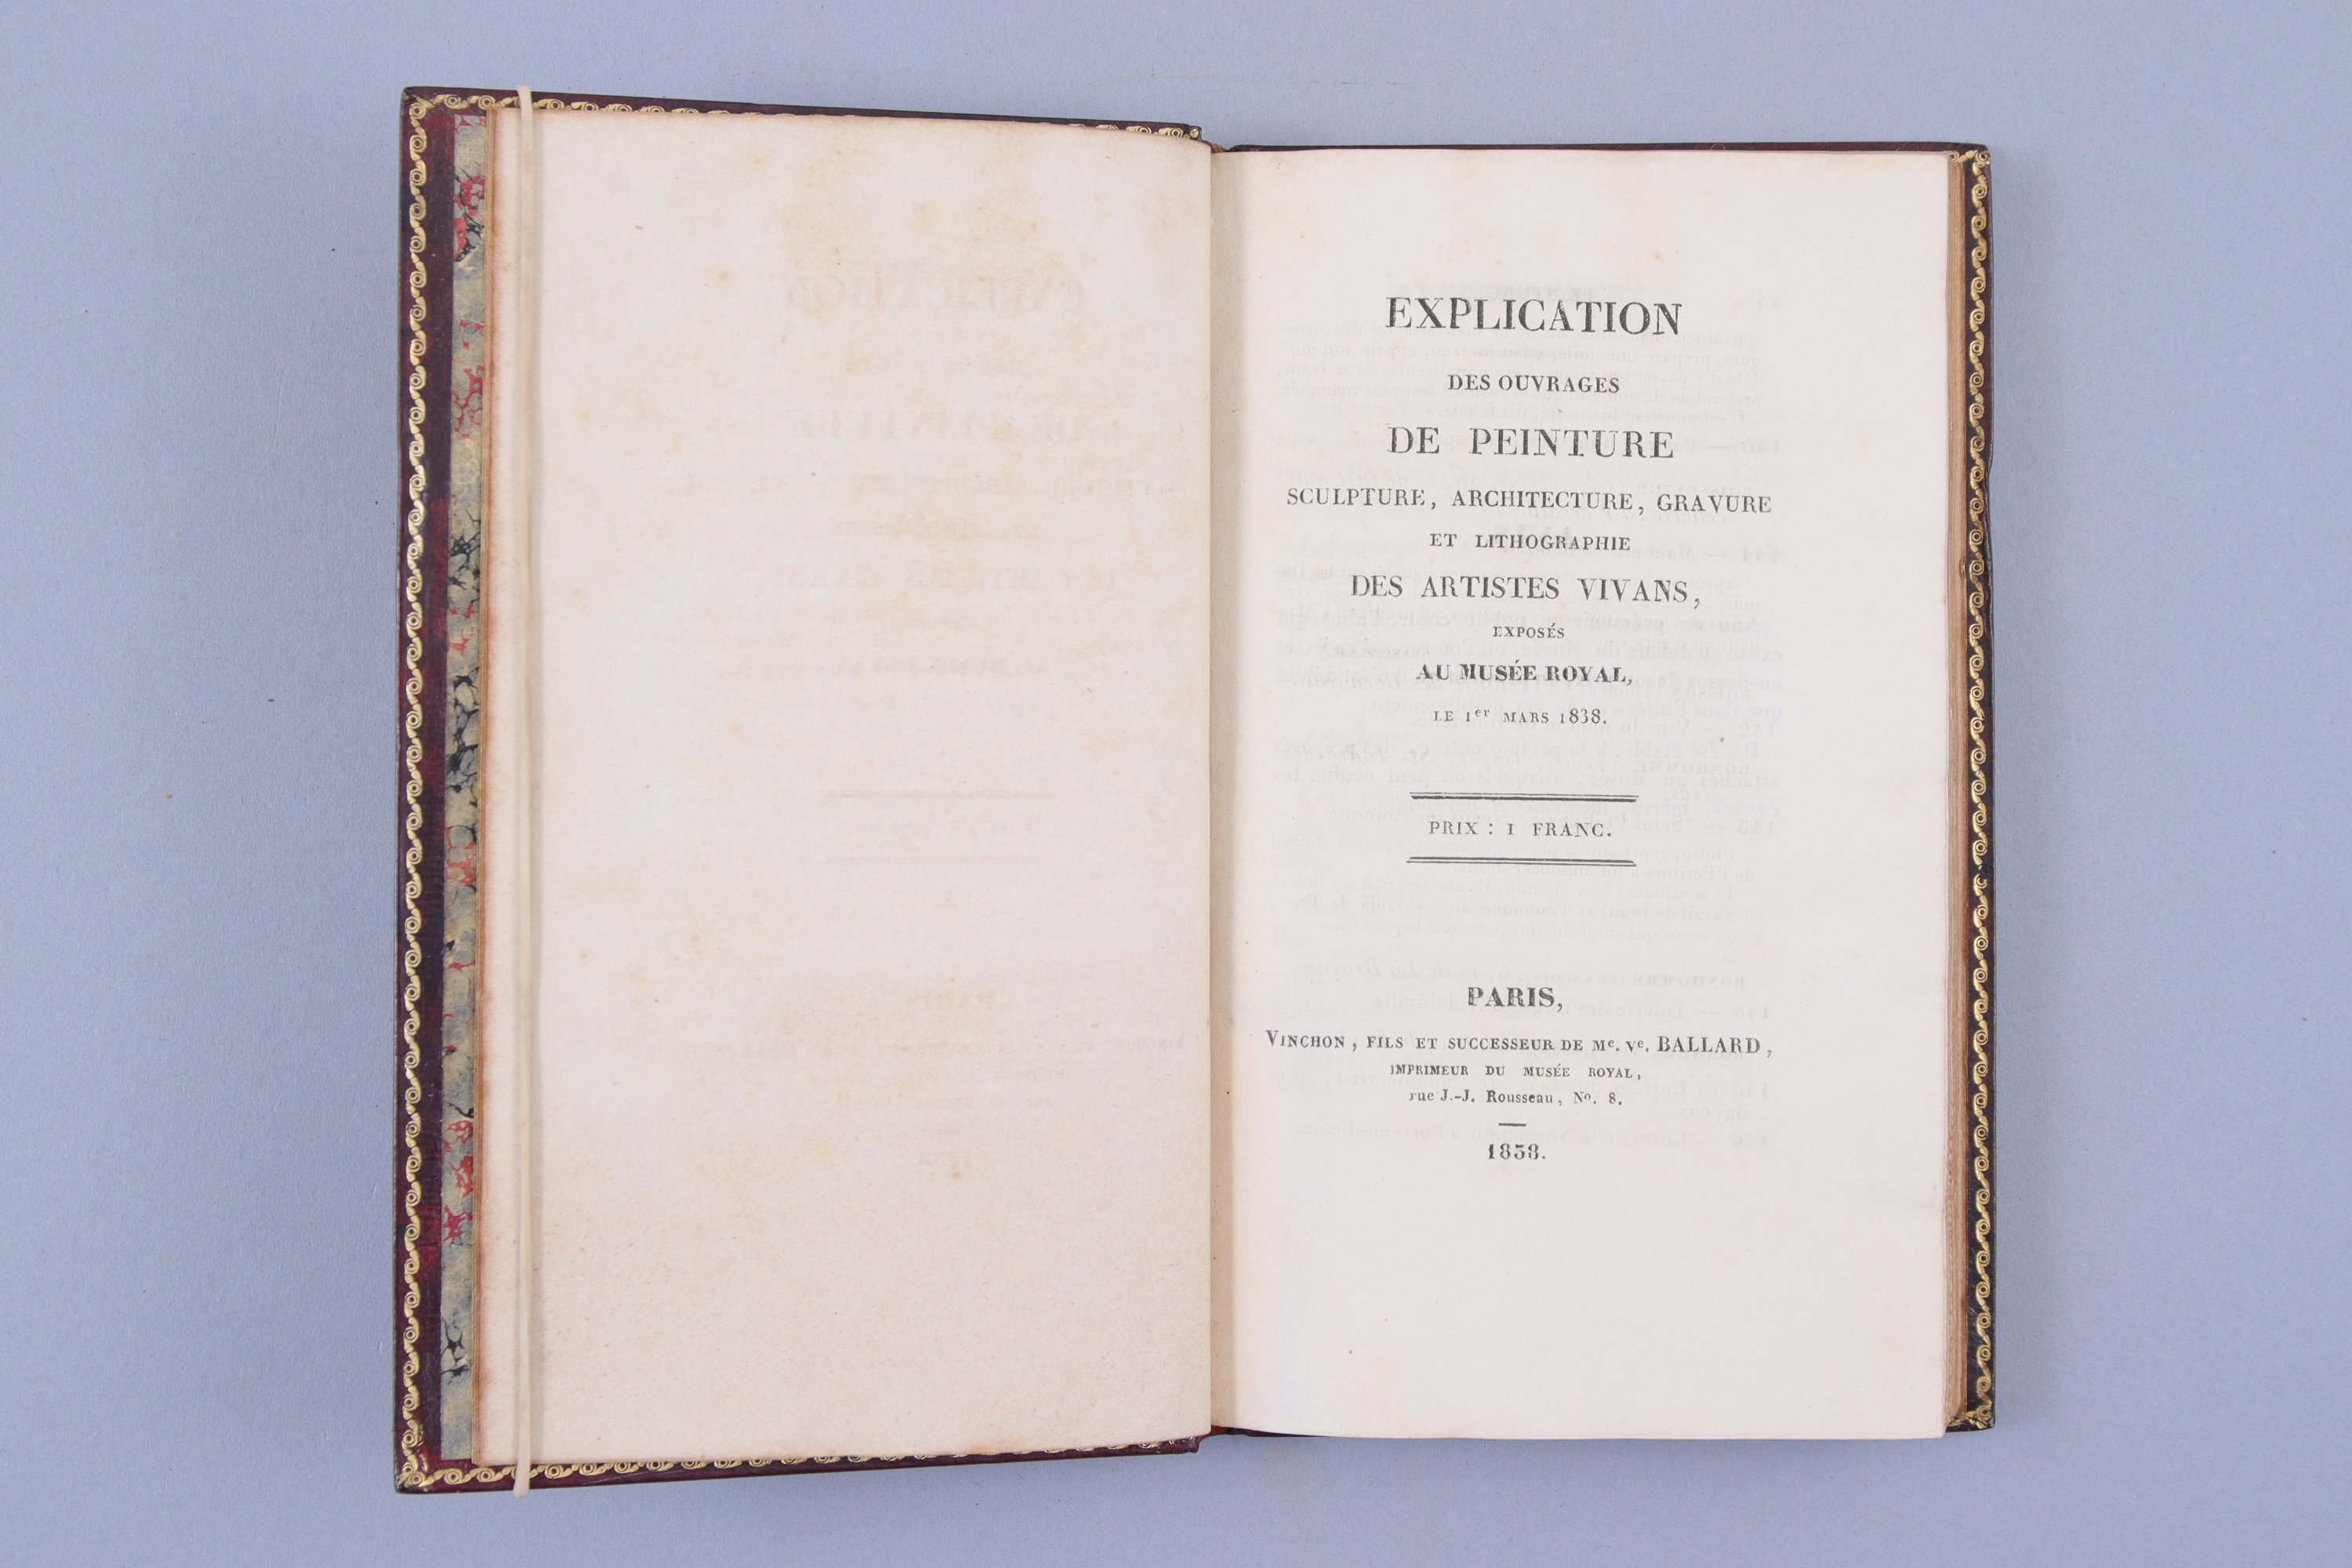 EXPLICATION
DES OUVRAGES
DE PEINTURE
SCULPTURE, ARCHITECTURE, GRAVURE
ET LITHOGRAPHIE
DES ARTISTES VIVANS,
EXPOSÉS
AU MUSÉE ROYAL,
LE 1er MARS 1838.
PRIX : 1 FRANC.
PARIS,
VINCHON, FILS ET SUCCESSEUR DE Me. Ve. BALLARD,
IMPRIMEUR DU MUSÉE ROYAL,
rue J.-J. Rousseau, No. 8.
1838.